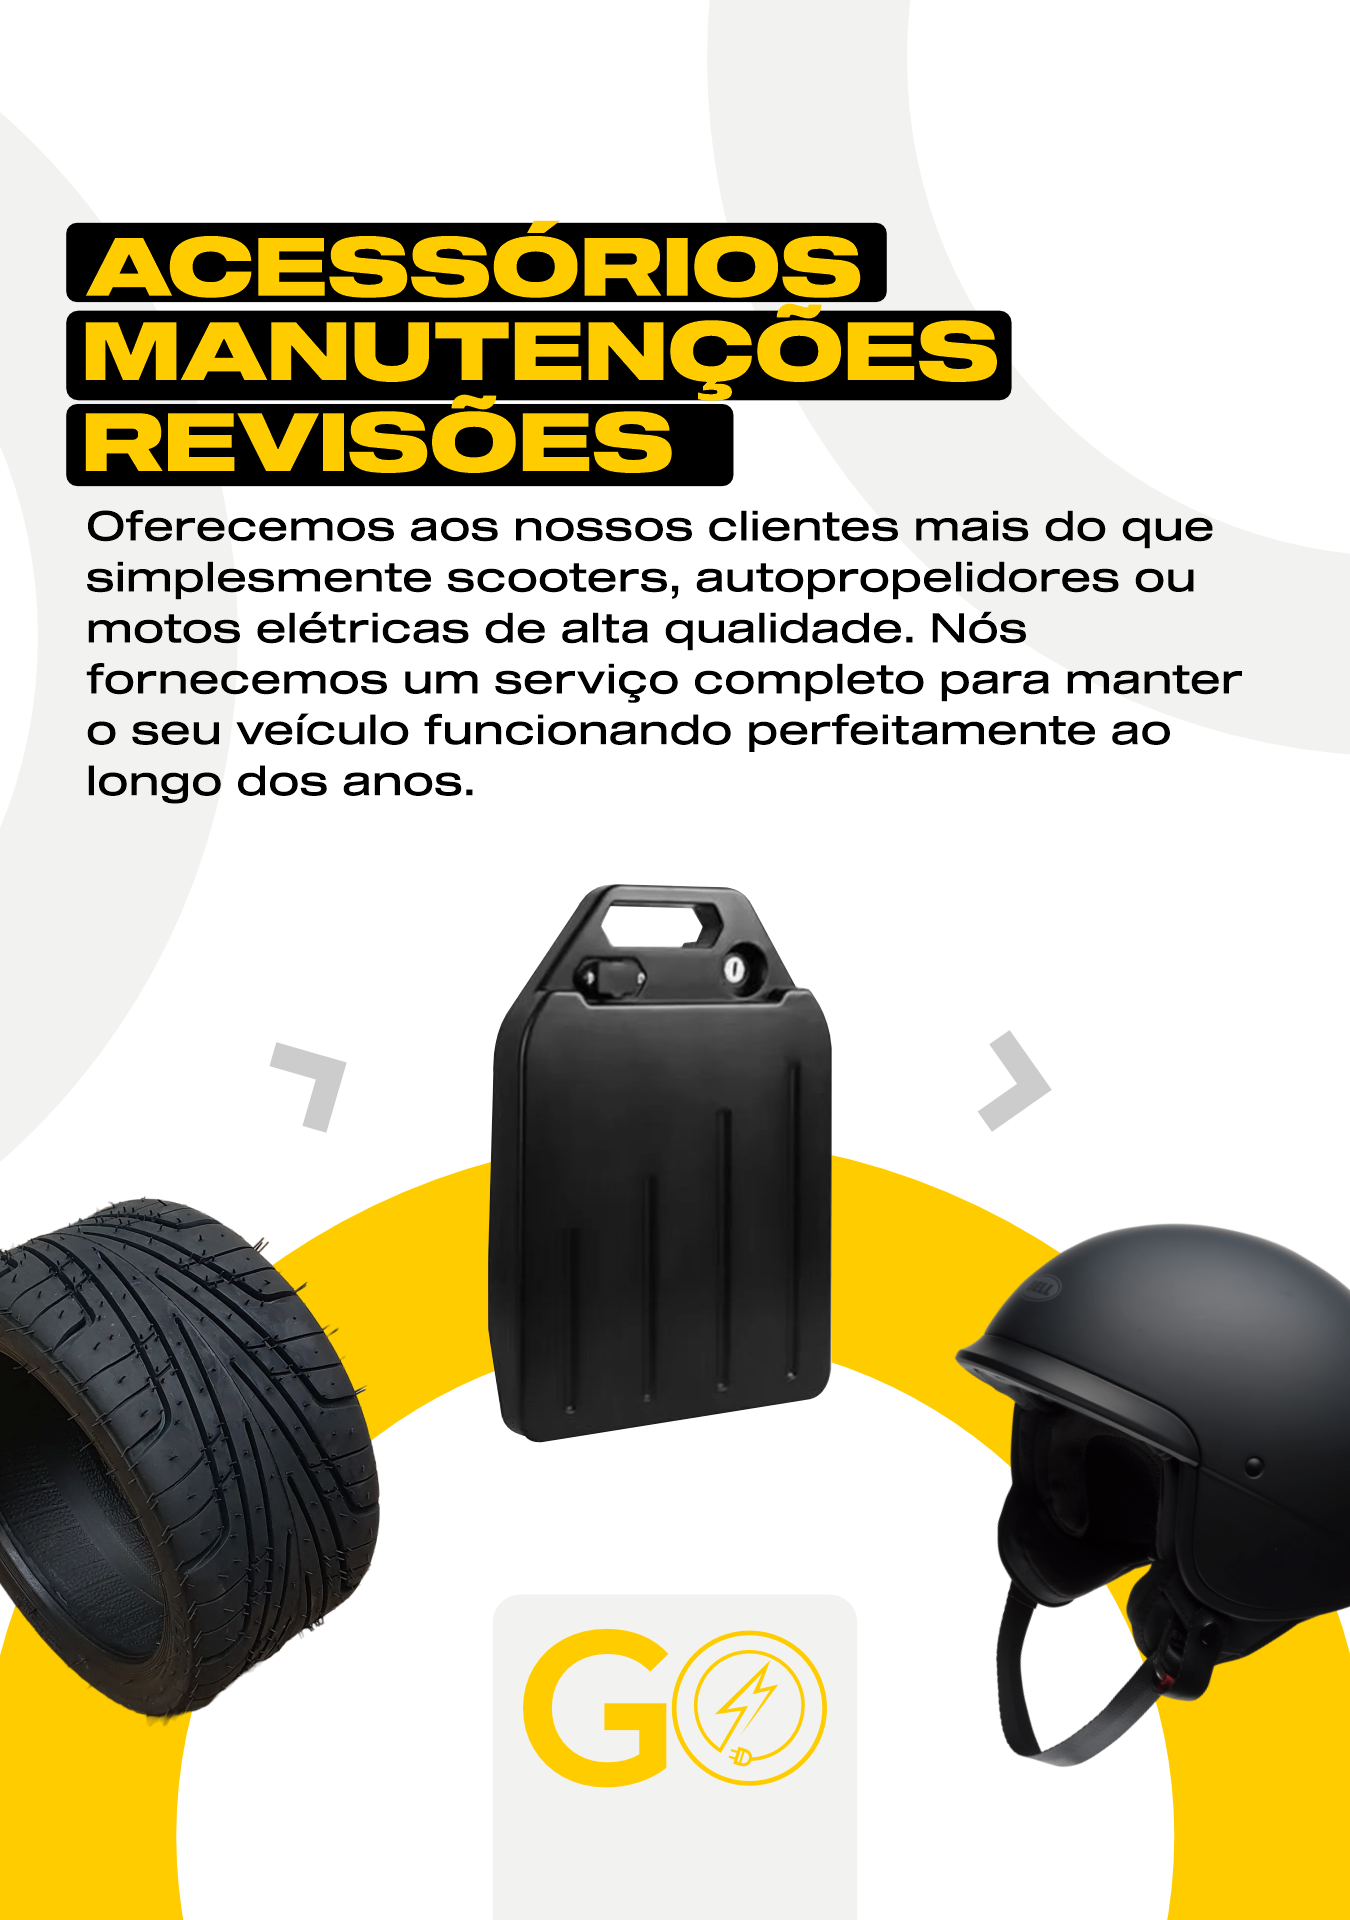 ACESSÓRIOS
MANUTENÇÕES
REVISÕES
Oferecemos aos nossos clientes mais do que
simplesmente scooters, autopropelidores ou
motos elétricas de alta qualidade. Nós
fornecemos um serviço completo para manter
o seu veículo funcionando perfeitamente ao
longo dos anos.
BELL
GO